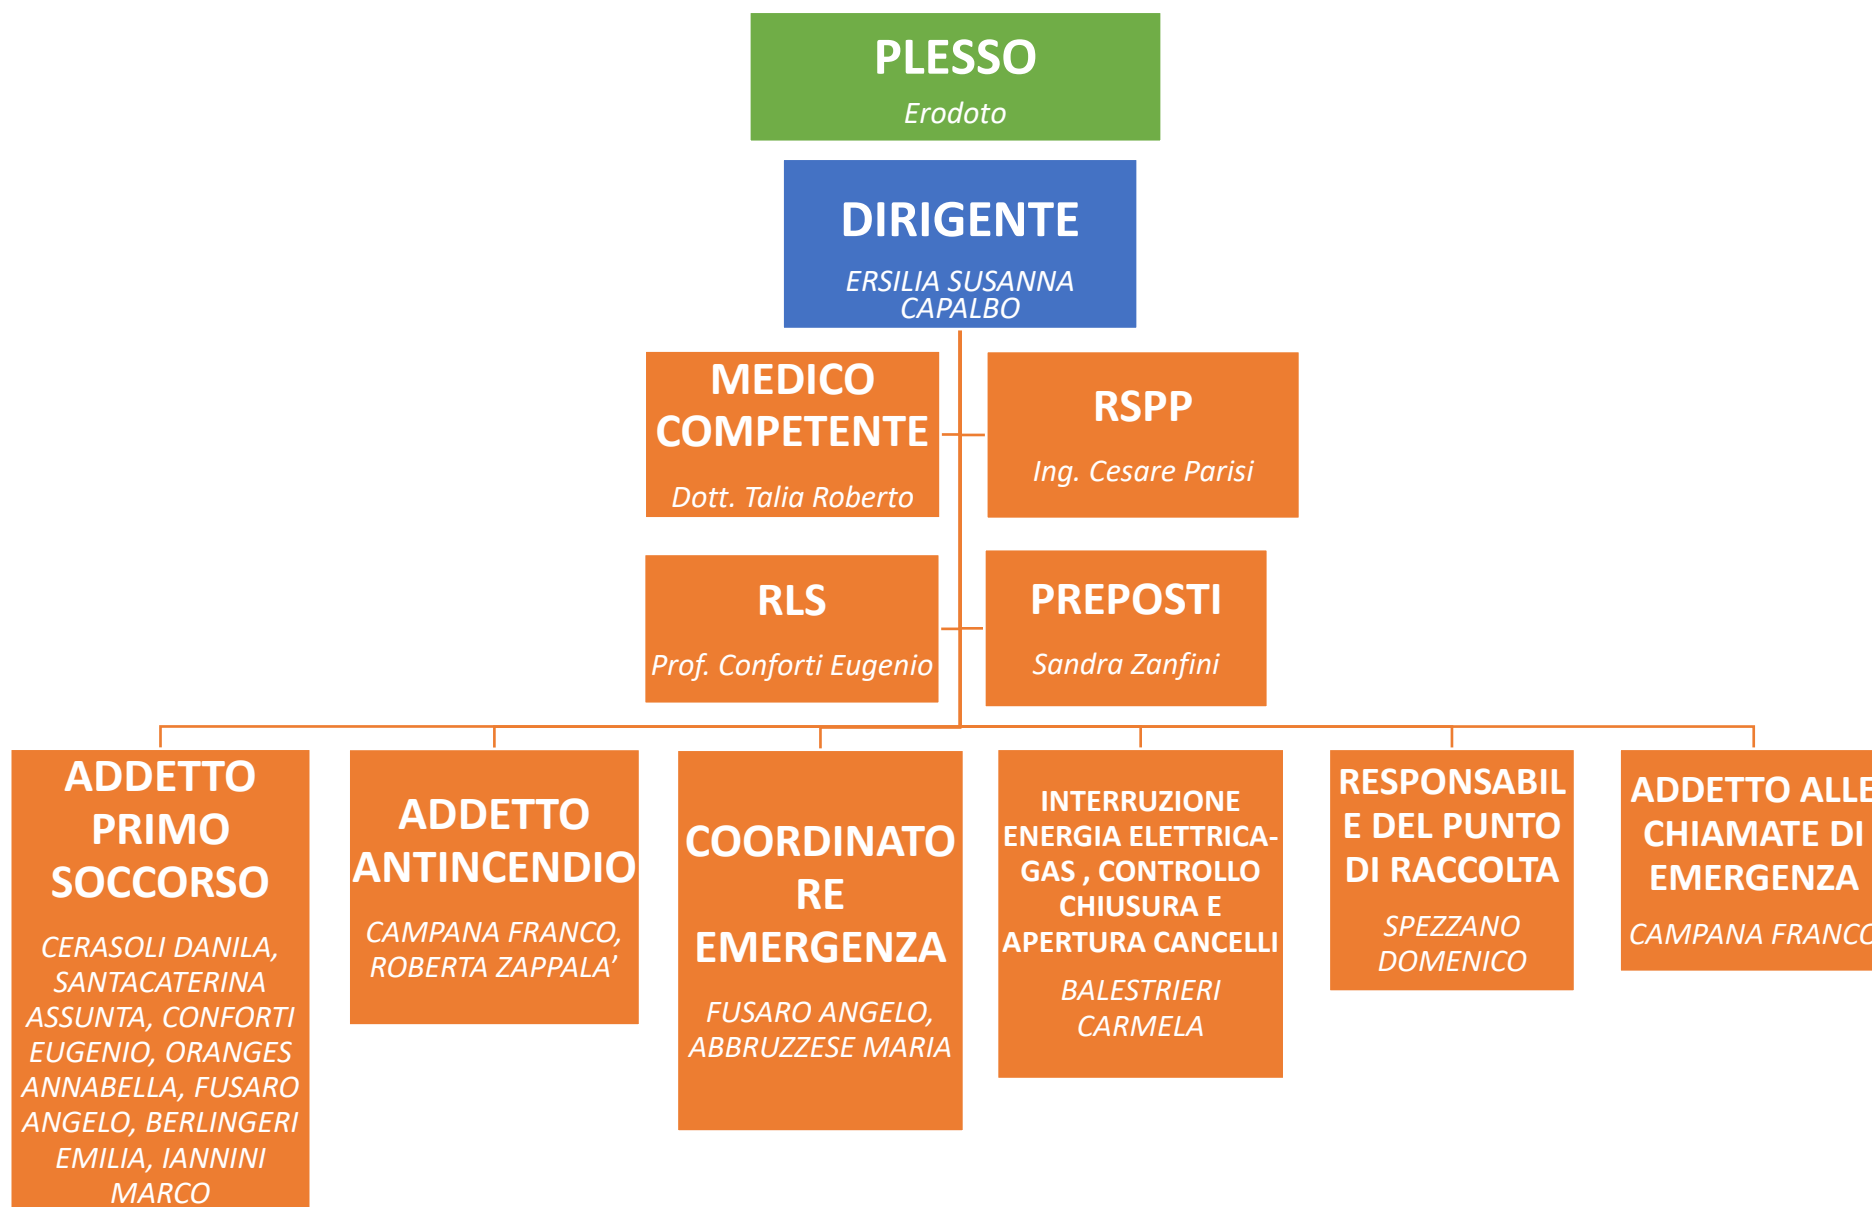 PLESSO
Erodoto
DIRIGENTE
ERSILIA SUSANNA
CAPALBO
MEDICO
COMPETENTE
Dott. Talia Roberto
RSPP
Ing. Cesare Parisi
RLS
Prof. Conforti Eugenio
PREPOSTI
Sandra Zanfini
ADDETTO
PRIMO
SOCCORSO
CERASOLI DANILA,
SANTACATERINA
ASSUNTA, CONFORTI
EUGENIO, ORANGES
ANNABELLA, FUSARO
ANGELO, BERLINGERI
EMILIA, IANNINI
MARCO
ADDETTO
ANTINCENDIO
CAMPANA FRANCO,
ROBERTA ZAPPALA’
COORDINATO
RE
EMERGENZA
FUSARO ANGELO,
ABBRUZZESE MARIA
INTERRUZIONE
ENERGIA ELETTRICA-
GAS , CONTROLLO
CHIUSURA E
APERTURA CANCELLI
BALESTRIERI
CARMELA
RESPONSABIL
E DEL PUNTO
DI RACCOLTA
SPEZZANO
DOMENICO
ADDETTO ALLE
CHIAMATE DI
EMERGENZA
CAMPANA FRANCO